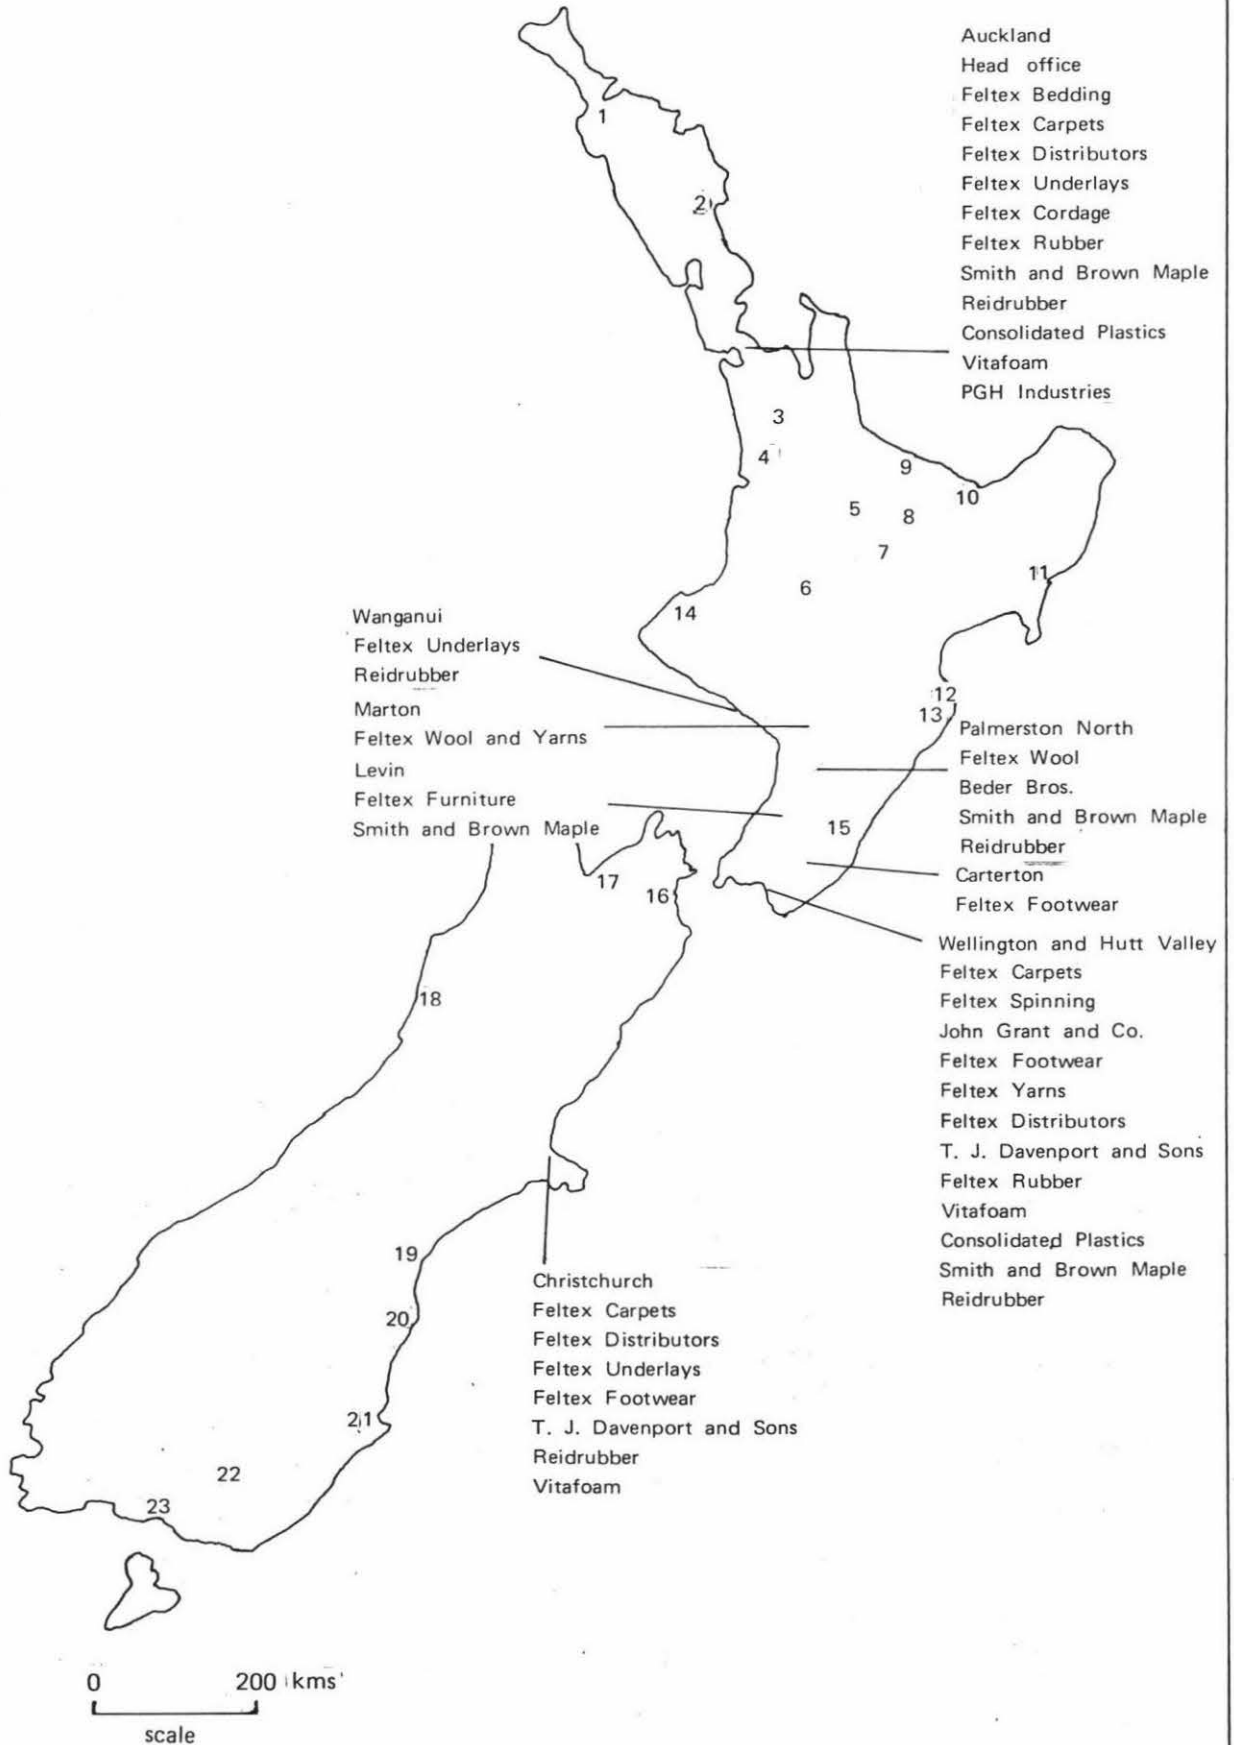 Auckland
Head office
Feltex Bedding
Feltex Carpets
Feltex Distributors
Feltex Underlays
Feltex Cordage
Feltex Rubber
Smith and Brown Maple
Reidrubber
Consolidated Plastics
Vitafoam
PGH Industries
1
2
3
4
5
6
7
8
9
10
11
14
Wanganui
Feltex Underlays
Reidrubber
Marton
Feltex Wool and Yarns
Levin
Feltex Furniture
Smith and Brown Maple
12
13
Palmerston North
Feltex Wool
Beder Bros.
Smith and Brown Maple
Reidrubber
Carterton
Feltex Footwear
15
16
17
18
Wellington and Hutt Valley
Feltex Carpets
Feltex Spinning
John Grant and Co.
Feltex Footwear
Feltex Yarns
Feltex Distributors
T. J. Davenport and Sons
Feltex Rubber
Vitafoam
Consolidated Plastics
Smith and Brown Maple
Reidrubber
19
20
21
22
23
Christchurch
Feltex Carpets
Feltex Distributors
Feltex Underlays
Feltex Footwear
T. J. Davenport and Sons
Reidrubber
Vitafoam
0 200 kms
scale